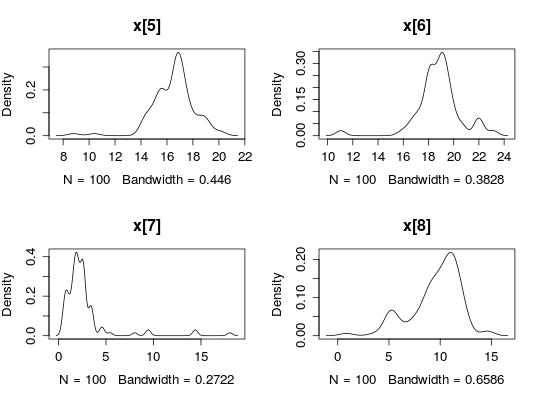 x[5]
Density
0.0 0.2
8 10 12 14 16 18 20 22
N = 100 Bandwidth = 0.446
x[6]
Density
0.00 0.15 0.30
10 12 14 16 18 20 22 24
N = 100 Bandwidth = 0.3828
x[7]
Density
0.0 0.2 0.4
0 5 10 15
N = 100 Bandwidth = 0.2722
x[8]
Density
0.00 0.10 0.20
0 5 10 15
N = 100 Bandwidth = 0.6586